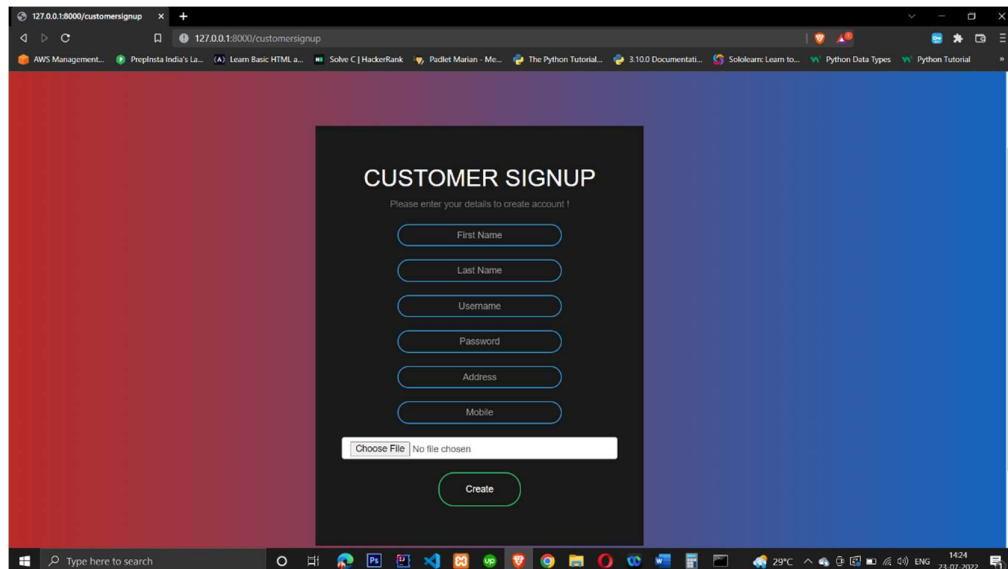 127.0.0.1:8000/customersignup
127.0.0.1:8000/customersignup
AWS Management... PrepInsta India's La... Learn Basic HTML a... Solve C | HackerRank Padlet Marian - Me... The Python Tutorial... 3.10.0 Documentati... Sololearn: Learn to... Python Data Types Python Tutorial
CUSTOMER SIGNUP
Please enter your details to create account !
First Name
Last Name
Username
Password
Address
Mobile
Choose File No file chosen
Create
Type here to search
29°C ENG
14:24
23-07-2022